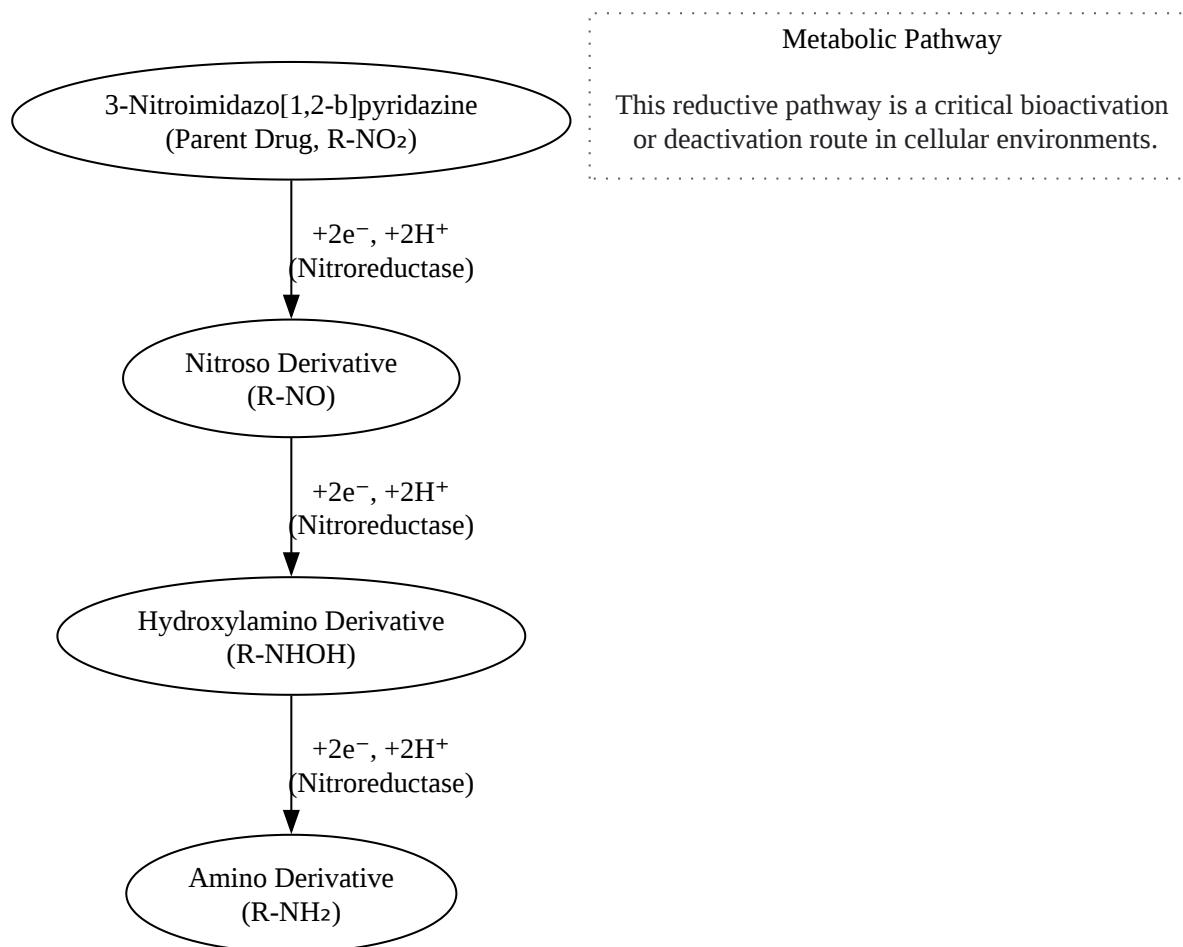 Metabolic Pathway
This reductive pathway is a critical bioactivation
or deactivation route in cellular environments.
3-Nitroimidazo[1,2-b]pyridazine
(Parent Drug, R-NO₂)
+2e⁻, +2H⁺
(Nitroreductase)
Nitroso Derivative
(R-NO)
+2e⁻, +2H⁺
(Nitroreductase)
Hydroxylamino Derivative
(R-NHOH)
+2e⁻, +2H⁺
(Nitroreductase)
Amino Derivative
(R-NH₂)